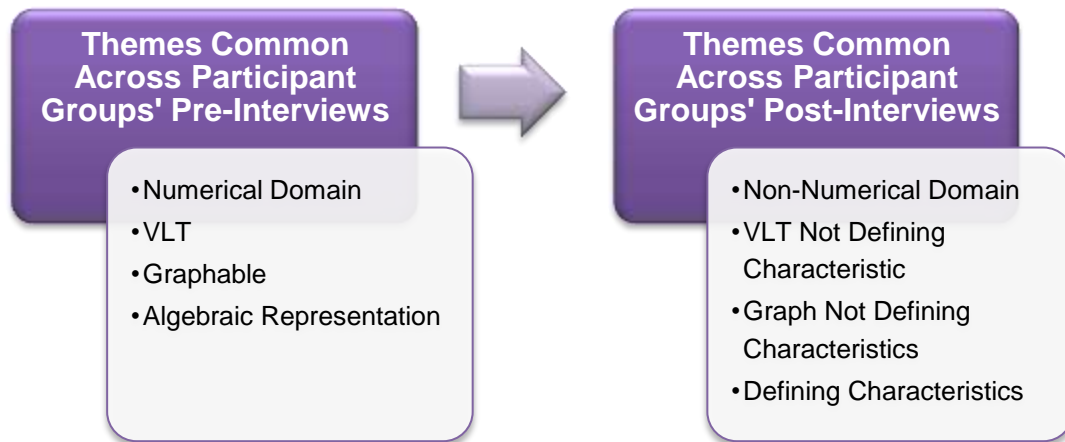 Themes Common
Across Participant
Groups' Pre-Interviews
•Numerical Domain
•VLT
•Graphable
•Algebraic Representation
Themes Common
Across Participant
Groups' Post-Interviews
•Non-Numerical Domain
•VLT Not Defining
Characteristic
•Graph Not Defining
Characteristics
•Defining Characteristics